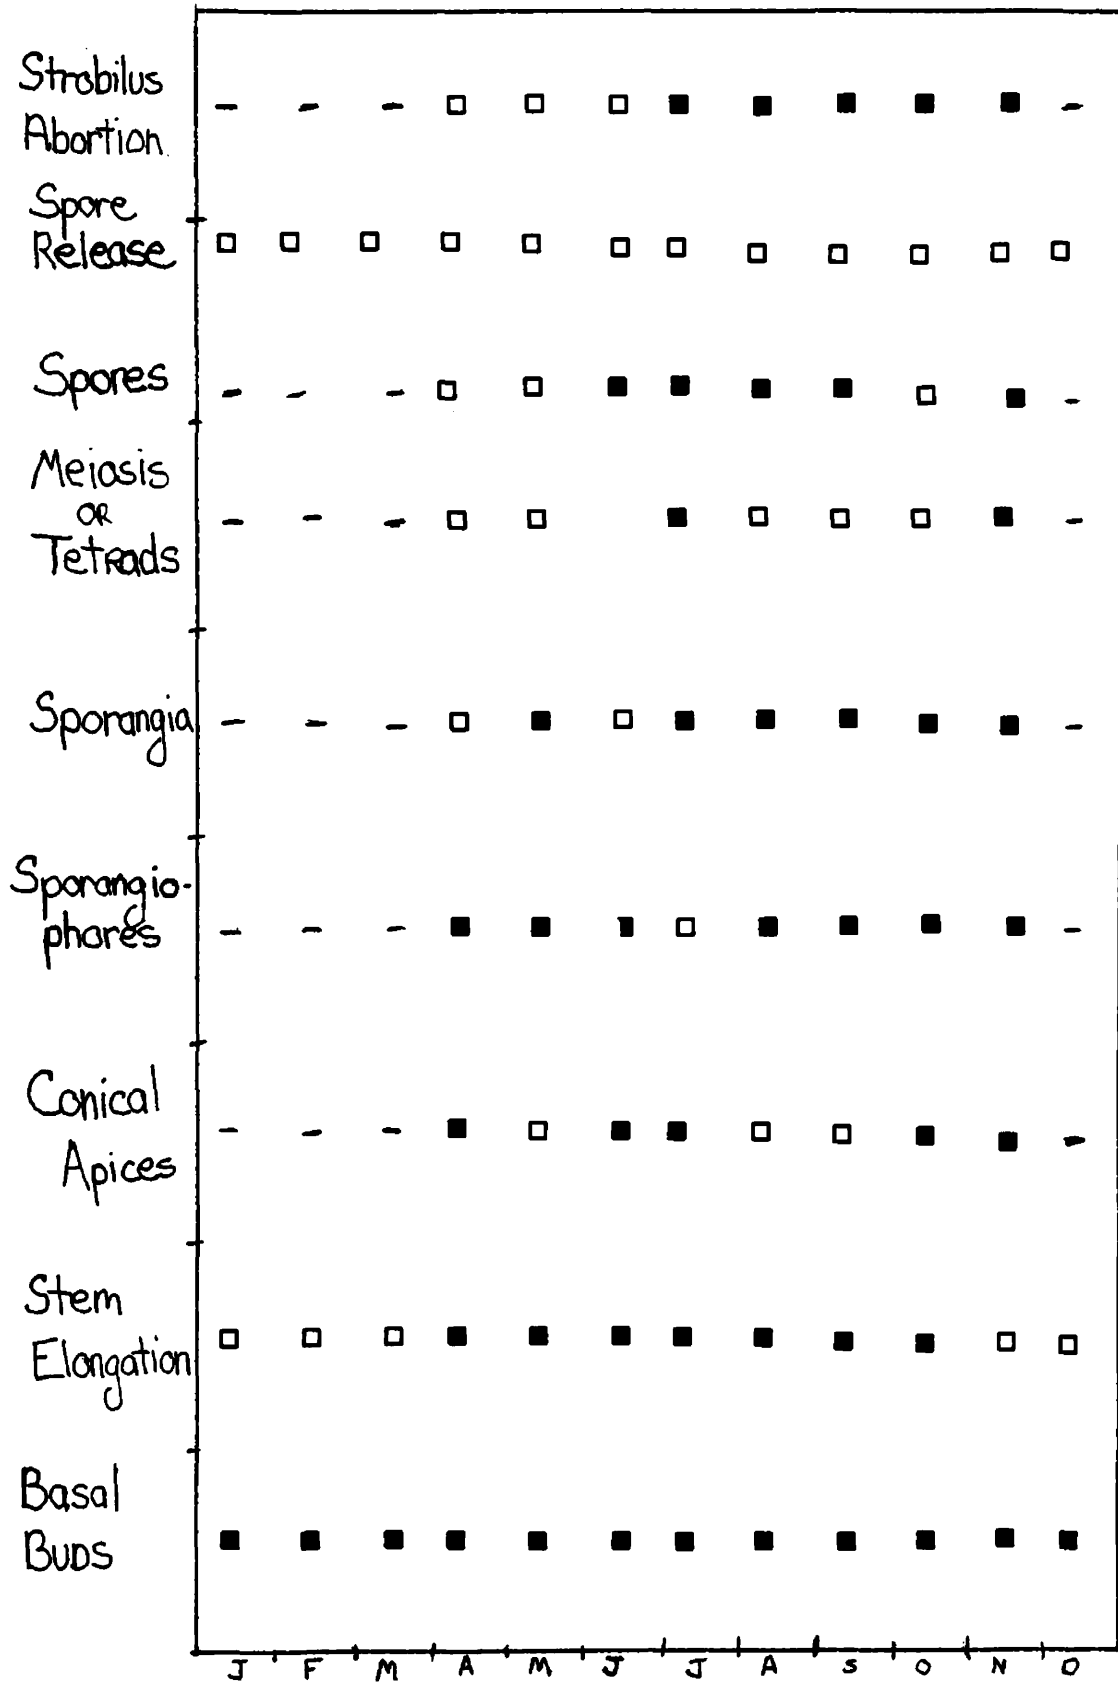 Strobilus
Abortion
Spore
Release
Spores
Meiosis
OR
Tetrads
Sporangia
Sporangio-
phores
Conical
Apices
Stem
Elongation
Basal
Buds
J F M A M J J A S O N D